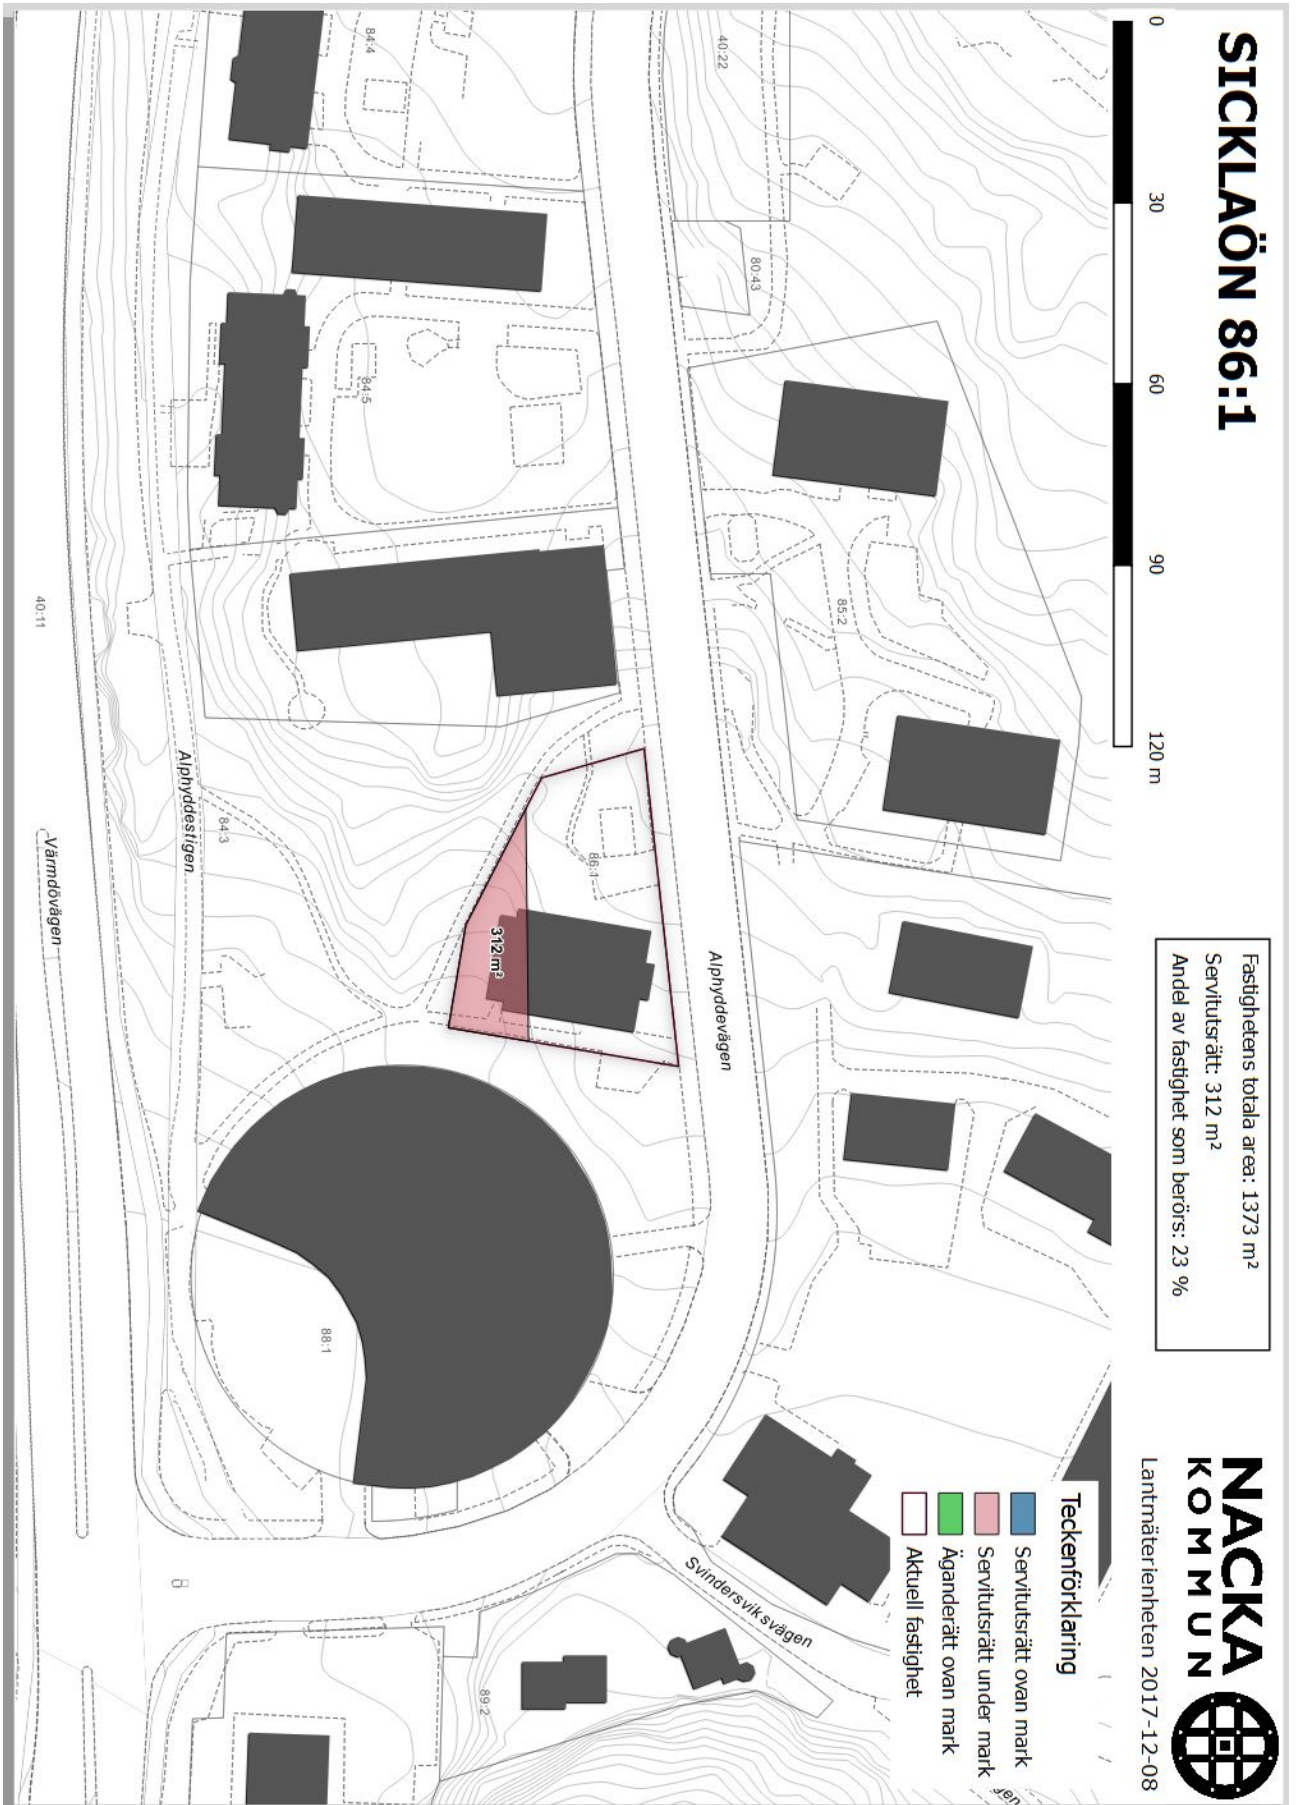 SICKLAÖN 86:1
0 30 60 90 120 m
Fastighetens totala area: 1373 m²
Servitutsrätt: 312 m²
Andel av fastighet som berörs: 23 %
NACKA
KOMMUN
Lantmäterienheten 2017-12-08
Teckenförklaring
Servitutsrätt ovan mark
Servitutsrätt under mark
Äganderätt ovan mark
Aktuell fastighet
40:22
80:43
85:2
84:4
84:5
86:1
312 m²
Alphyddevägen
Svindersviksvägen
84:3
Alphyddestigen
88:1
89:2
40:11
Värmdövägen